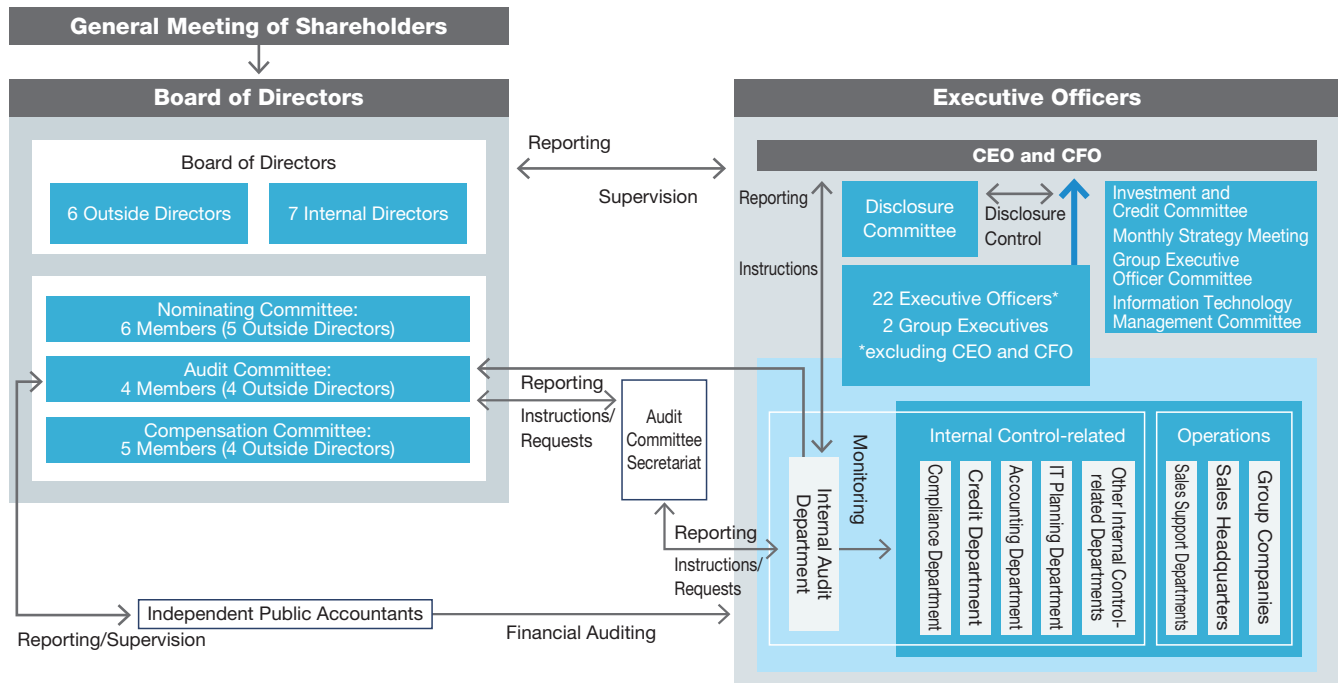 General Meeting of Shareholders
Board of Directors
Board of Directors
6 Outside Directors
7 Internal Directors
Nominating Committee:
6 Members (5 Outside Directors)
Audit Committee:
4 Members (4 Outside Directors)
Compensation Committee:
5 Members (4 Outside Directors)
Reporting
Supervision
Reporting
Instructions/
Requests
Audit
Committee
Secretariat
Reporting
Instructions/
Requests
Independent Public Accountants
Reporting/Supervision
Financial Auditing
Executive Officers
CEO and CFO
Reporting
Instructions
Disclosure
Committee
Disclosure
Control
Investment and
Credit Committee
Monthly Strategy Meeting
Group Executive
Officer Committee
Information Technology
Management Committee
22 Executive Officers*
2 Group Executives
*excluding CEO and CFO
Internal Audit
Department
Monitoring
Internal Control-related
Compliance Department
Credit Department
Accounting Department
IT Planning Department
Other Internal Control-
related Departments
Operations
Sales Support Departments
Sales Headquarters
Group Companies